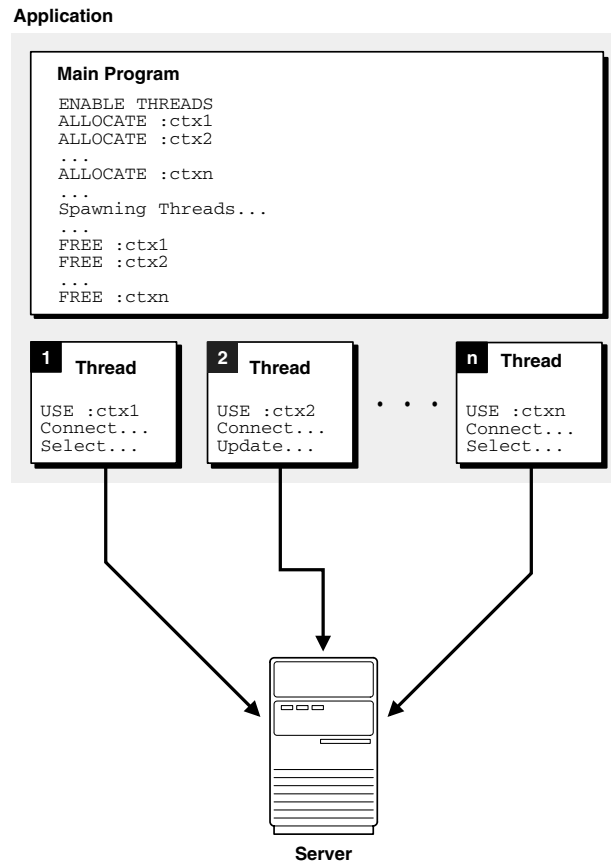 Application
Main Program
ENABLE THREADS
ALLOCATE :ctx1
ALLOCATE :ctx2
...
ALLOCATE :ctxn
...
Spawning Threads...
...
FREE :ctx1
FREE :ctx2
...
FREE :ctxn
1 Thread
USE :ctx1
Connect...
Select...
2 Thread
USE :ctx2
Connect...
Update...
. . .
n Thread
USE :ctxn
Connect...
Select...
Server